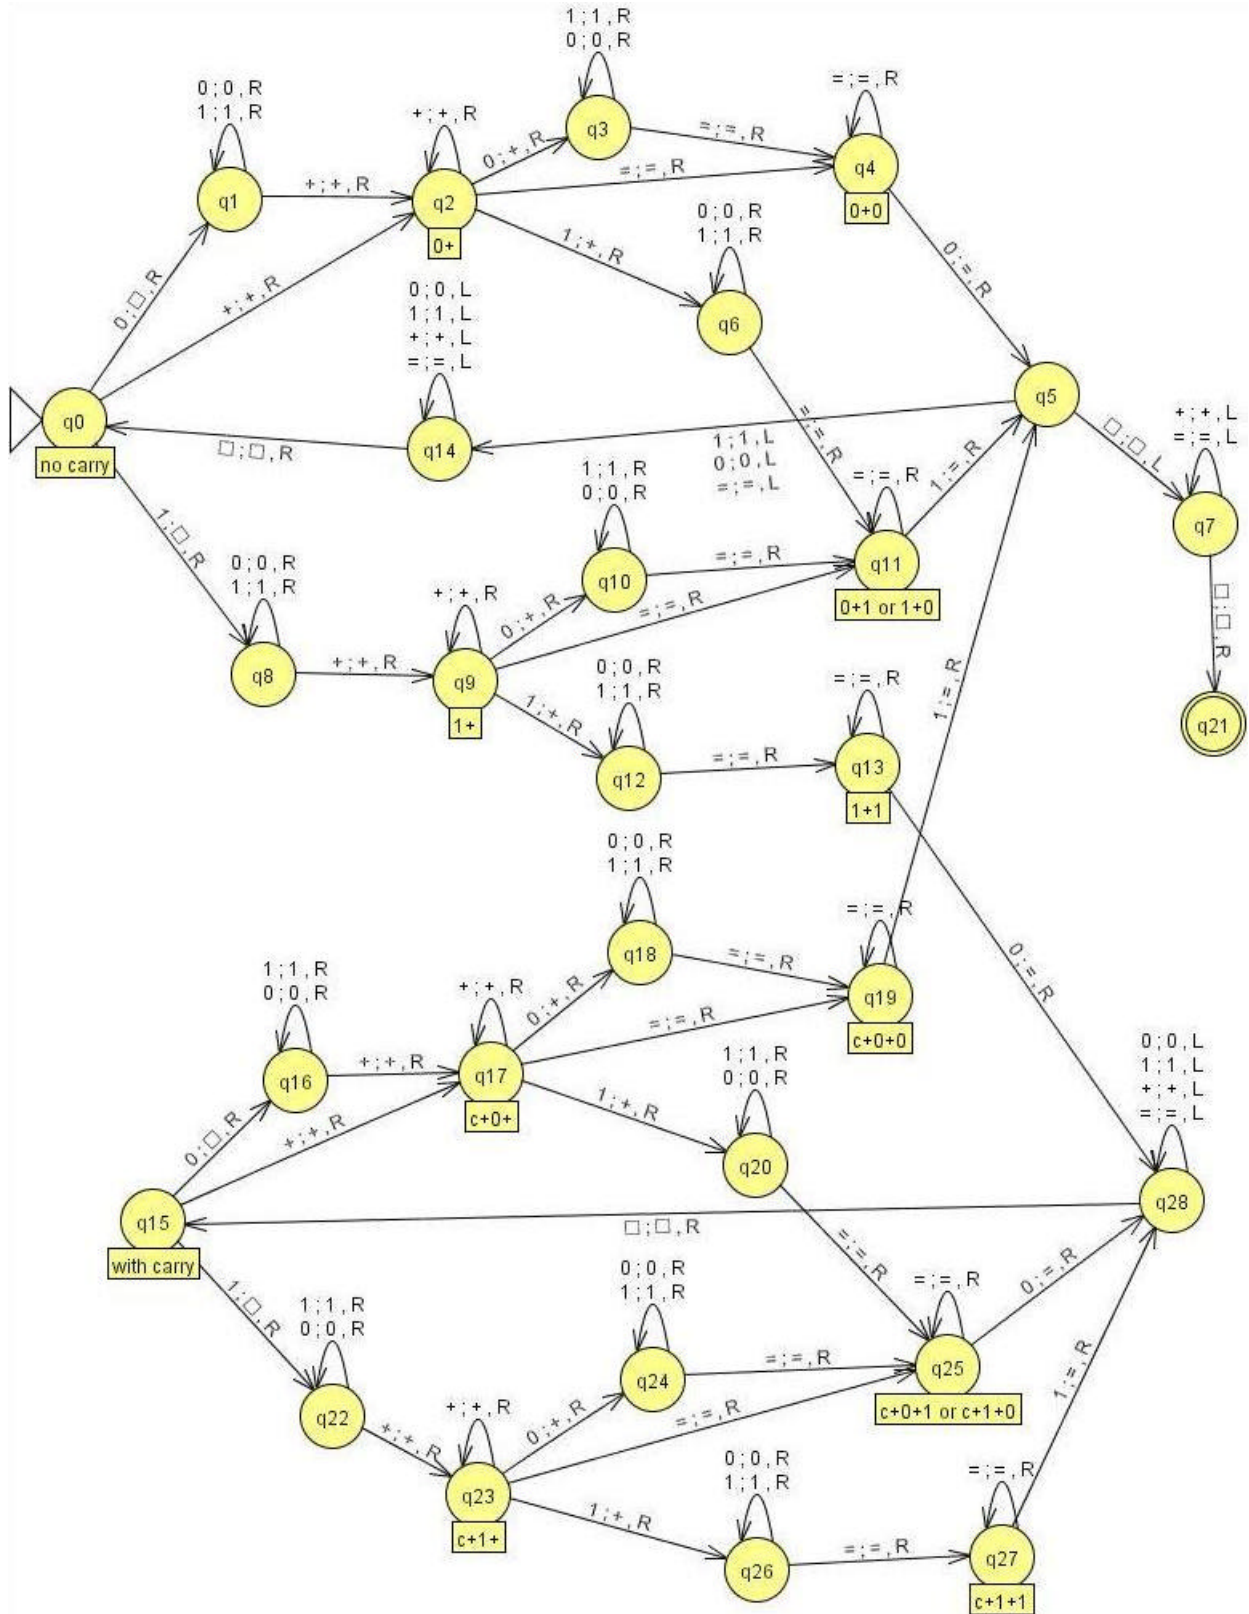 1 ; 1 , R
0 ; 0 , R
q3
= ; = , R
q4
0+0
0 ; 0 , R
1 ; 1 , R
q1
+ ; + , R
+ ; + , R
q2
0+
0 ; + , R
= ; = , R
= ; = , R
1 ; + , R
0 ; 0 , R
1 ; 1 , R
q6
0 ; = , R
0 ; □ , R
+ ; + , R
0 ; 0 , L
1 ; 1 , L
+ ; + , L
= ; = , L
q14
q0
no carry
□ ; □ , R
q5
1 ; 1 , L
0 ; 0 , L
= ; = , L
= ; = , R
□ ; □ , L
+ ; + , L
= ; = , L
q7
□ ; □ , R
q21
1 ; □ , R
0 ; 0 , R
1 ; 1 , R
q8
+ ; + , R
+ ; + , R
q9
1+
0 ; + , R
1 ; 1 , R
0 ; 0 , R
q10
= ; = , R
= ; = , R
= ; = , R
q11
0+1 or 1+0
1 ; = , R
1 ; + , R
0 ; 0 , R
1 ; 1 , R
q12
= ; = , R
= ; = , R
q13
1+1
1 ; = , R
0 ; = , R
0 ; 0 , R
1 ; 1 , R
q18
= ; = , R
= ; = , R
q19
c+0+0
1 ; 1 , R
0 ; 0 , R
q16
+ ; + , R
+ ; + , R
q17
c+0+
0 ; + , R
= ; = , R
1 ; + , R
1 ; 1 , R
0 ; 0 , R
q20
0 ; □ , R
+ ; + , R
q15
with carry
□ ; □ , R
0 ; 0 , L
1 ; 1 , L
+ ; + , L
= ; = , L
q28
= ; = , R
1 ; □ , R
1 ; 1 , R
0 ; 0 , R
q22
+ ; + , R
+ ; + , R
q23
c+1+
0 ; + , R
0 ; 0 , R
1 ; 1 , R
q24
= ; = , R
= ; = , R
= ; = , R
q25
c+0+1 or c+1+0
0 ; = , R
1 ; = , R
1 ; + , R
0 ; 0 , R
1 ; 1 , R
q26
= ; = , R
= ; = , R
q27
c+1+1